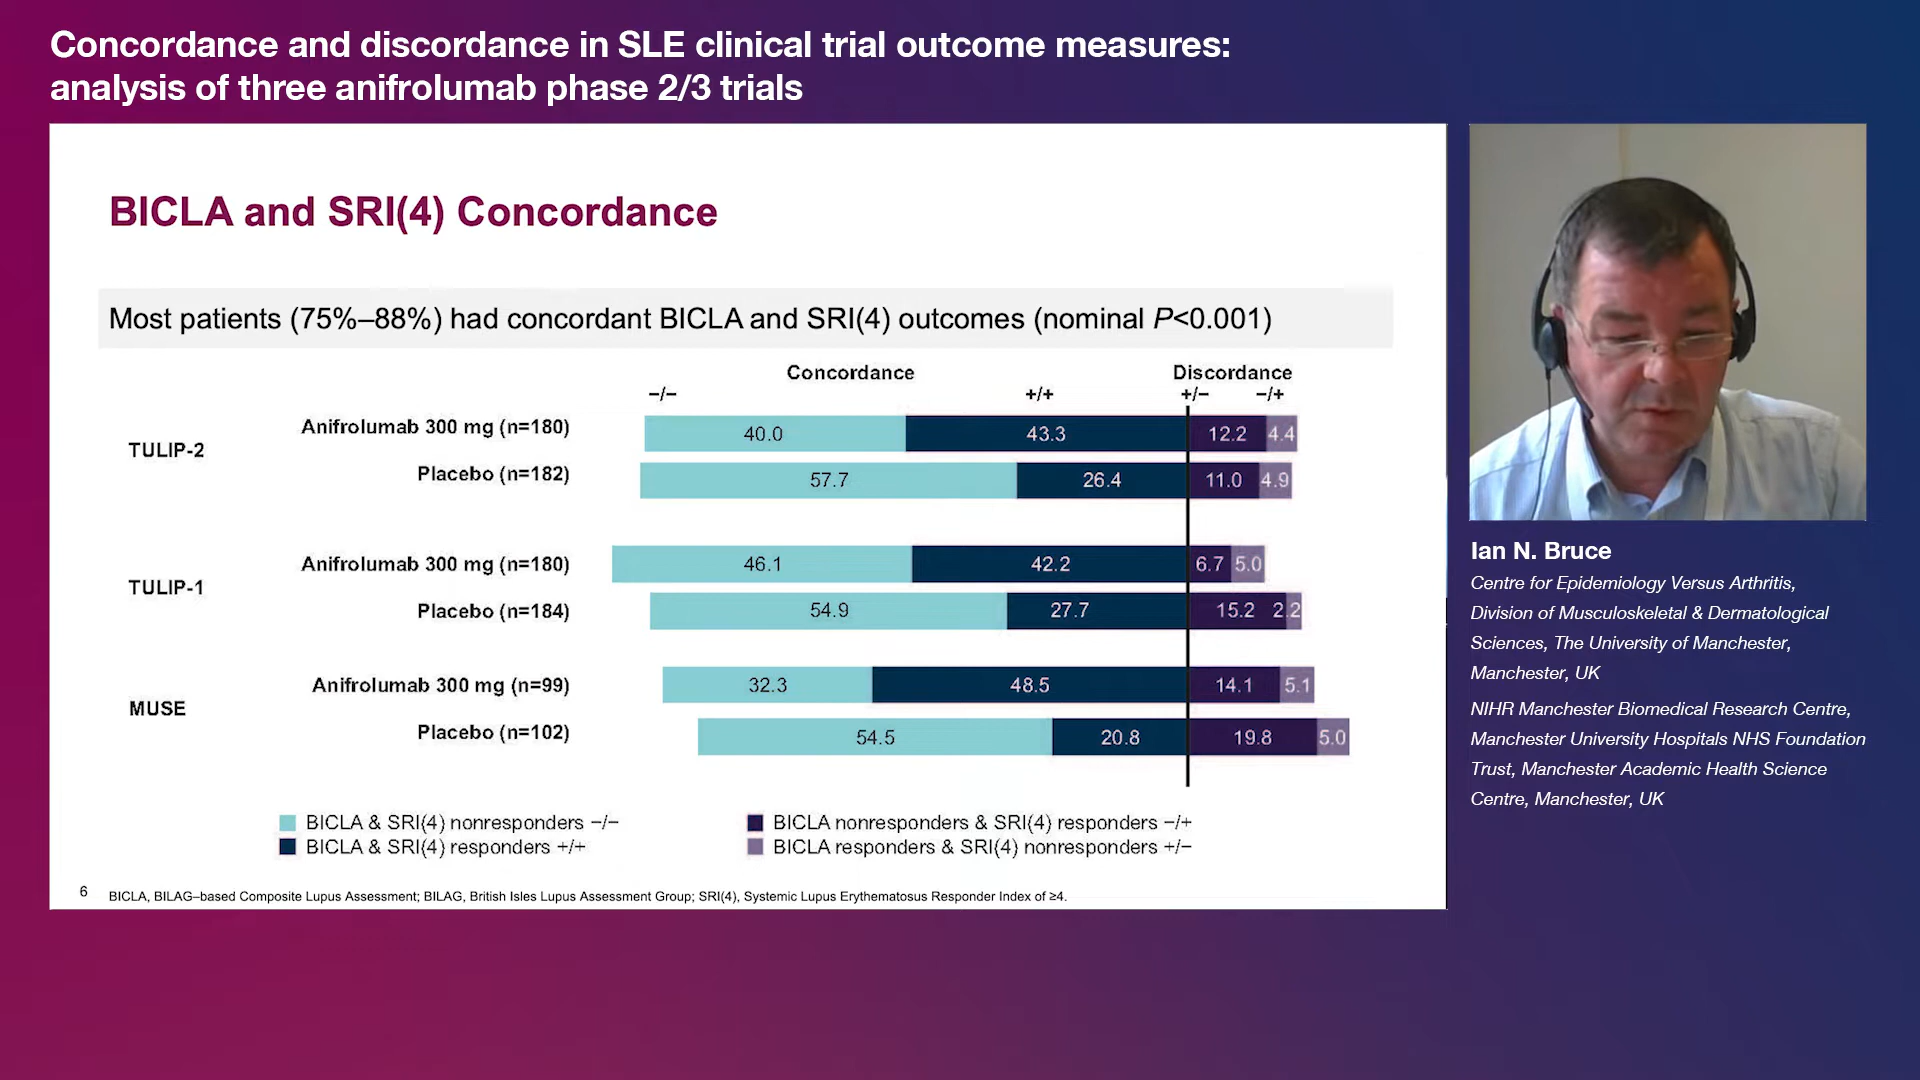 Concordance and discordance in SLE clinical trial outcome measures:
analysis of three anifrolumab phase 2/3 trials
BICLA and SRI(4) Concordance
Most patients (75%–88%) had concordant BICLA and SRI(4) outcomes (nominal P<0.001)
Concordance Discordance
−/− +/+ +/− −/+
TULIP-2
Anifrolumab 300 mg (n=180) 40.0 43.3 12.2 4.4
Placebo (n=182) 57.7 26.4 11.0 4.9
TULIP-1
Anifrolumab 300 mg (n=180) 46.1 42.2 6.7 5.0
Placebo (n=184) 54.9 27.7 15.2 2.2
MUSE
Anifrolumab 300 mg (n=99) 32.3 48.5 14.1 5.1
Placebo (n=102) 54.5 20.8 19.8 5.0
BICLA & SRI(4) nonresponders −/−
BICLA & SRI(4) responders +/+
BICLA nonresponders & SRI(4) responders −/+
BICLA responders & SRI(4) nonresponders +/−
6 BICLA, BILAG–based Composite Lupus Assessment; BILAG, British Isles Lupus Assessment Group; SRI(4), Systemic Lupus Erythematosus Responder Index of ≥4.
Ian N. Bruce
Centre for Epidemiology Versus Arthritis,
Division of Musculoskeletal & Dermatological
Sciences, The University of Manchester,
Manchester, UK
NIHR Manchester Biomedical Research Centre,
Manchester University Hospitals NHS Foundation
Trust, Manchester Academic Health Science
Centre, Manchester, UK